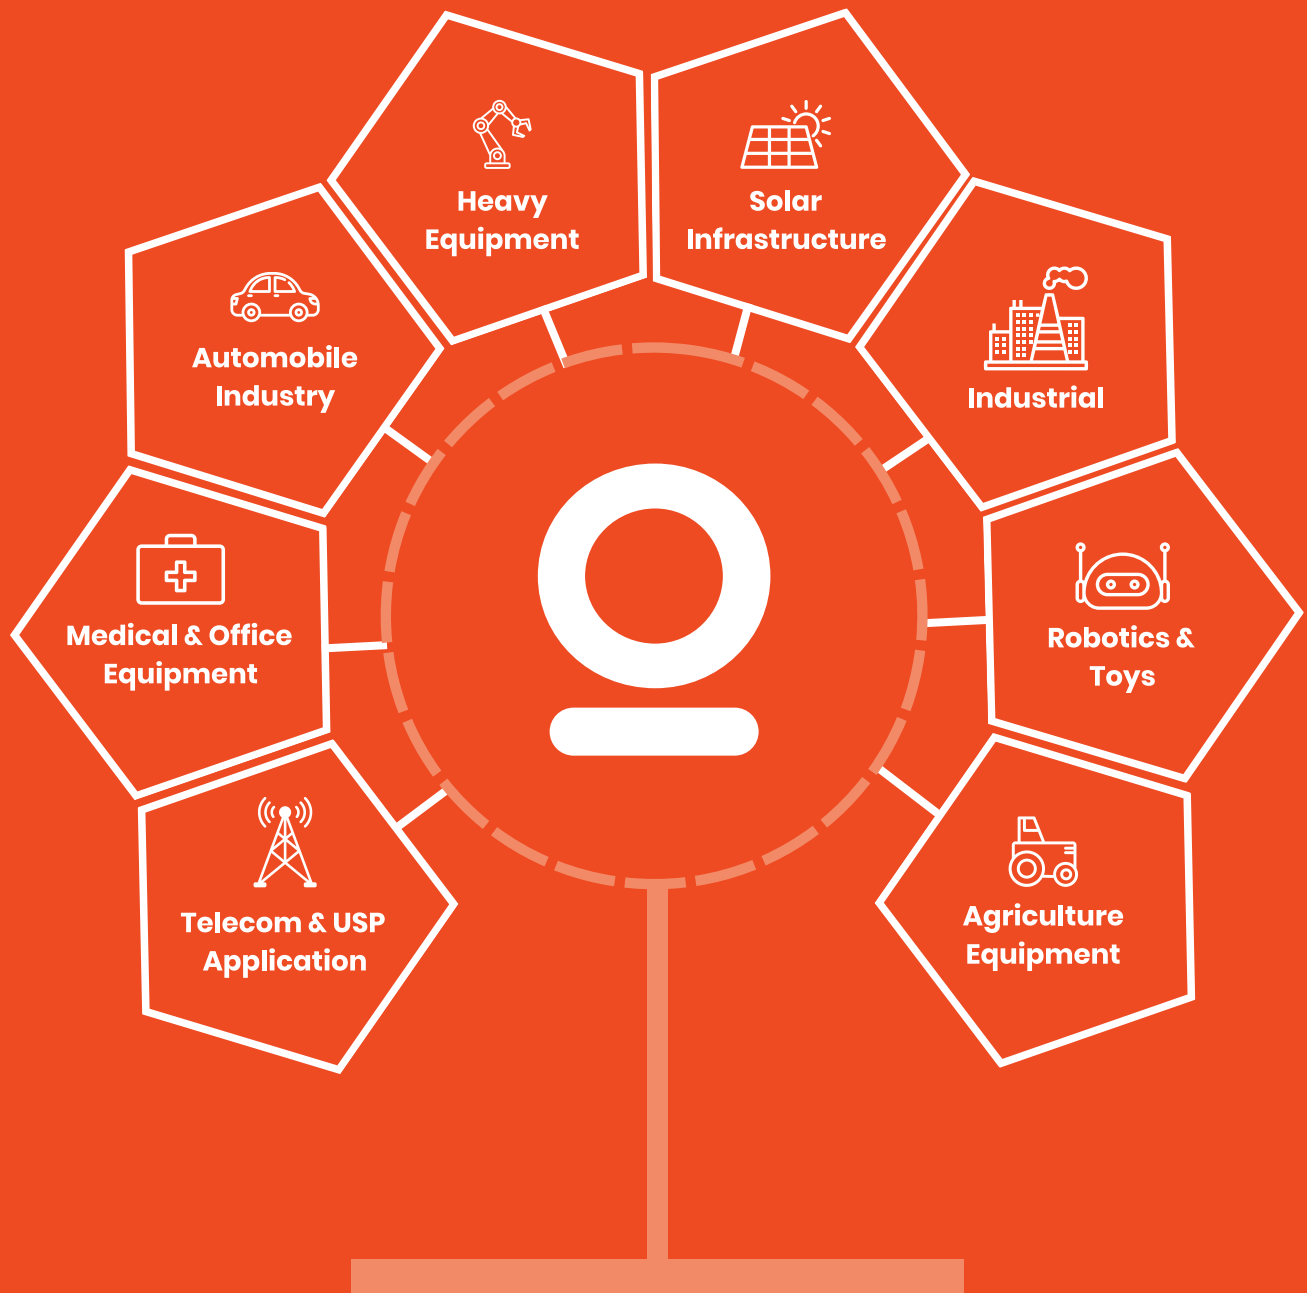 Heavy
Equipment
Solar
Infrastructure
Automobile
Industry
Industrial
Medical & Office
Equipment
Robotics &
Toys
Telecom & USP
Application
Agriculture
Equipment